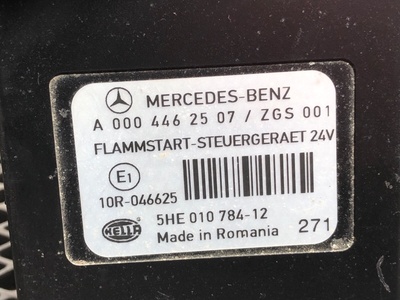 MERCEDES-BENZ
A 000 446 25 07 / ZGS 001
FLAMMSTART-STEUERGERAET 24V
E1
10R-046625
HELLA
5HE 010 784-12
Made in Romania
271